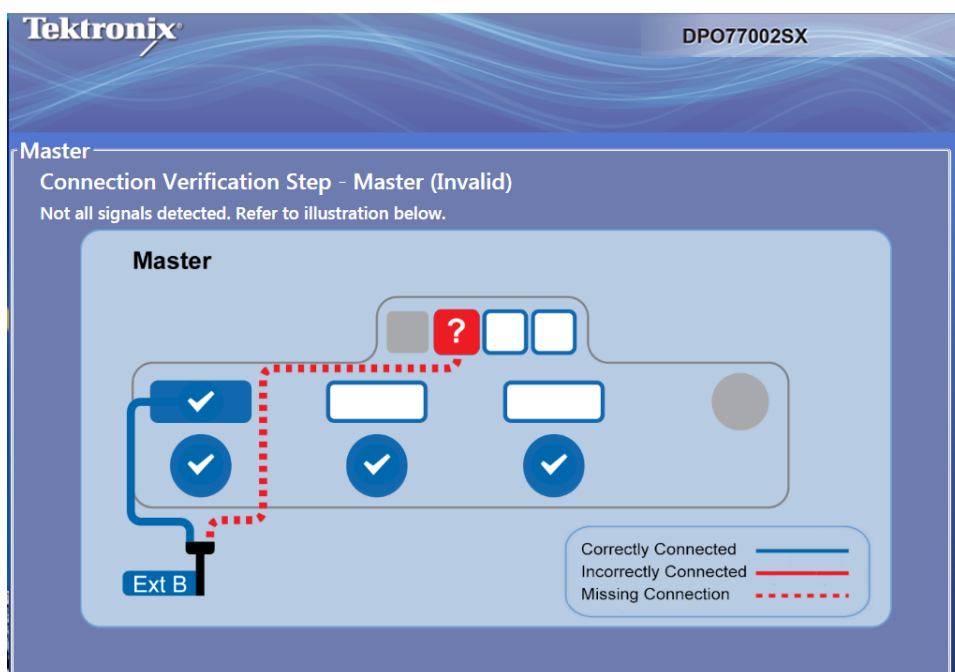 Tektronix
DPO77002SX
Master
Connection Verification Step - Master (Invalid)
Not all signals detected. Refer to illustration below.
Master
?
Ext B
Correctly Connected
Incorrectly Connected
Missing Connection